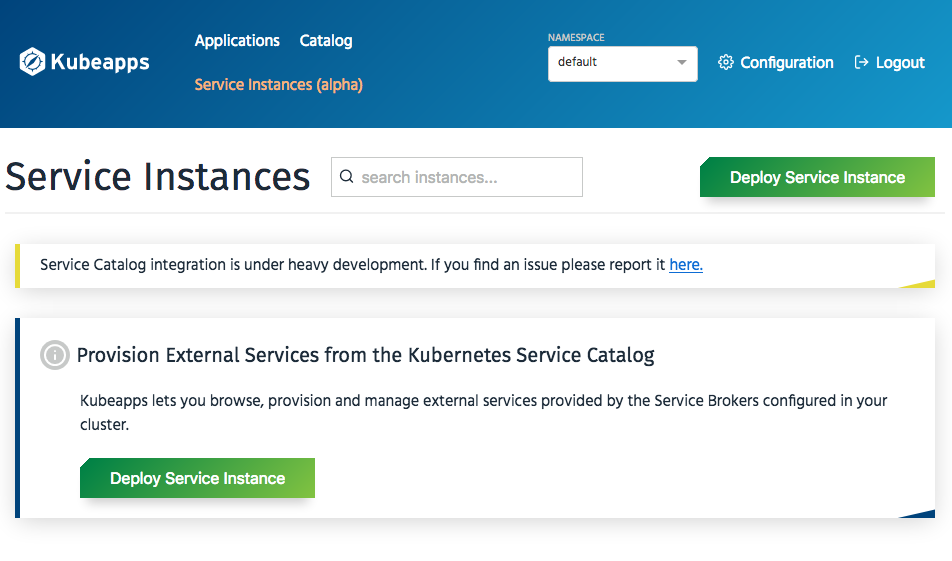 Kubeapps
Applications Catalog
Service Instances (alpha)
NAMESPACE
default
Configuration
Logout
Service Instances
search instances...
Deploy Service Instance
Service Catalog integration is under heavy development. If you find an issue please report it here.
Provision External Services from the Kubernetes Service Catalog
Kubeapps lets you browse, provision and manage external services provided by the Service Brokers configured in your
cluster.
Deploy Service Instance